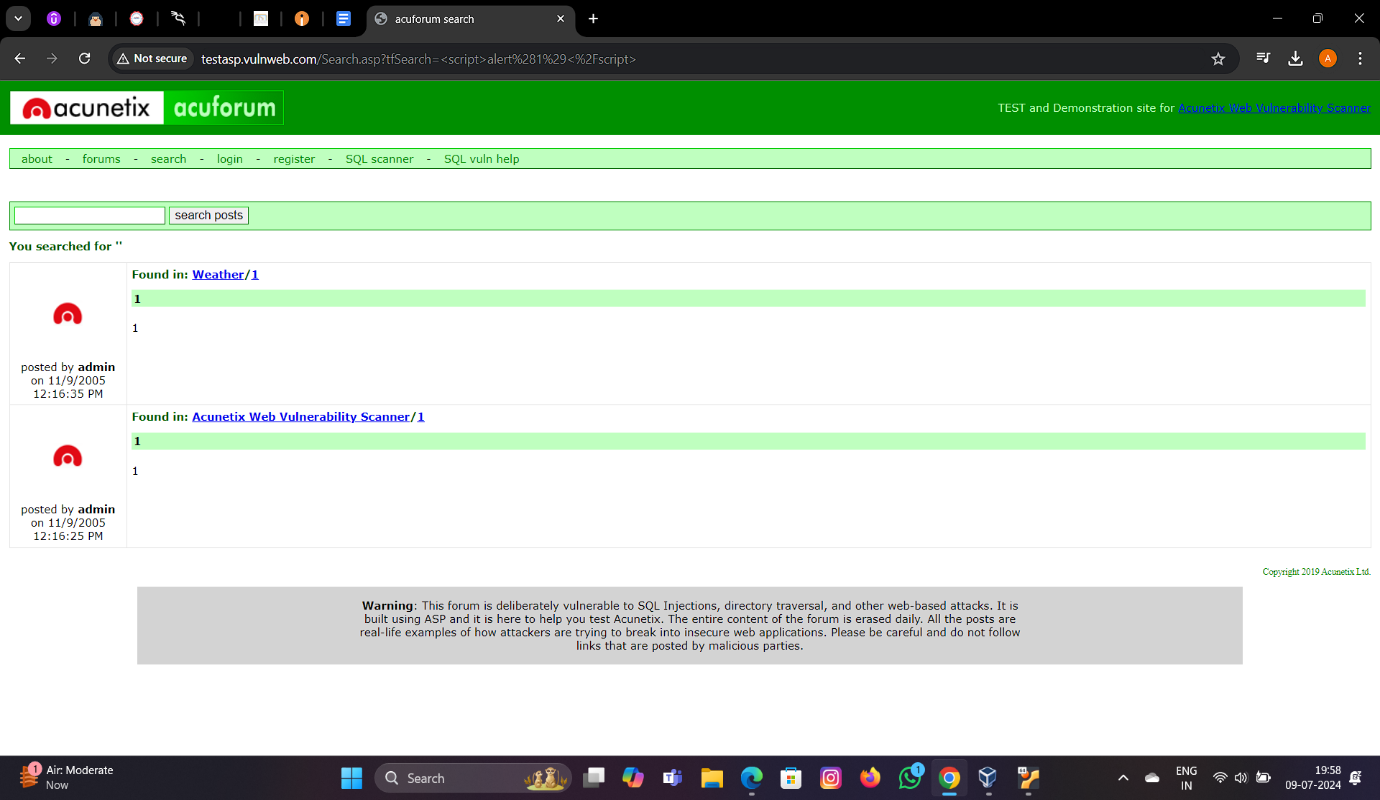 acuforum search
Not secure
testasp.vulnweb.com/Search.asp?tfSearch=<script>alert%281%29<%2Fscript>
A
acunetix acuforum
TEST and Demonstration site for Acunetix Web Vulnerability Scanner
about - forums - search - login - register - SQL scanner - SQL vuln help
search posts
You searched for ''
Found in: Weather/1
1
1
posted by admin
on 11/9/2005
12:16:35 PM
Found in: Acunetix Web Vulnerability Scanner/1
1
1
posted by admin
on 11/9/2005
12:16:25 PM
Copyright 2019 Acunetix Ltd.
Warning: This forum is deliberately vulnerable to SQL Injections, directory traversal, and other web-based attacks. It is
built using ASP and it is here to help you test Acunetix. The entire content of the forum is erased daily. All the posts are
real-life examples of how attackers are trying to break into insecure web applications. Please be careful and do not follow
links that are posted by malicious parties.
1
Air: Moderate
Now
Search
1
ENG
IN
19:58
09-07-2024